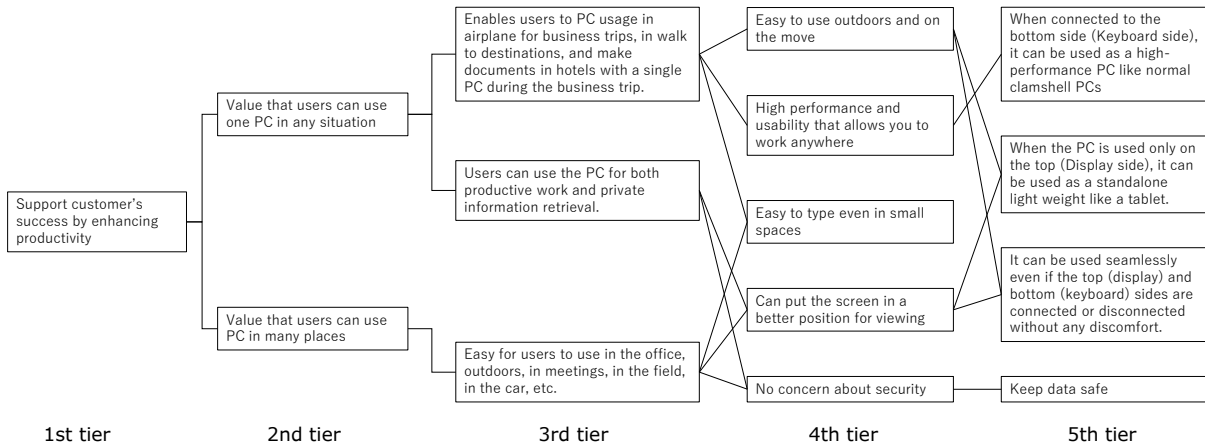 Support customer's
success by enhancing
productivity
Value that users can use
one PC in any situation
Value that users can use
PC in many places
Enables users to PC usage in
airplane for business trips, in walk
to destinations, and make
documents in hotels with a single
PC during the business trip.
Users can use the PC for both
productive work and private
information retrieval.
Easy for users to use in the office,
outdoors, in meetings, in the field,
in the car, etc.
Easy to use outdoors and on
the move
High performance and
usability that allows you to
work anywhere
Easy to type even in small
spaces
Can put the screen in a
better position for viewing
No concern about security
When connected to the
bottom side (Keyboard side),
it can be used as a high-
performance PC like normal
clamshell PCs
When the PC is used only on
the top (Display side), it can
be used as a standalone
light weight like a tablet.
It can be used seamlessly
even if the top (display) and
bottom (keyboard) sides are
connected or disconnected
without any discomfort.
Keep data safe
1st tier
2nd tier
3rd tier
4th tier
5th tier